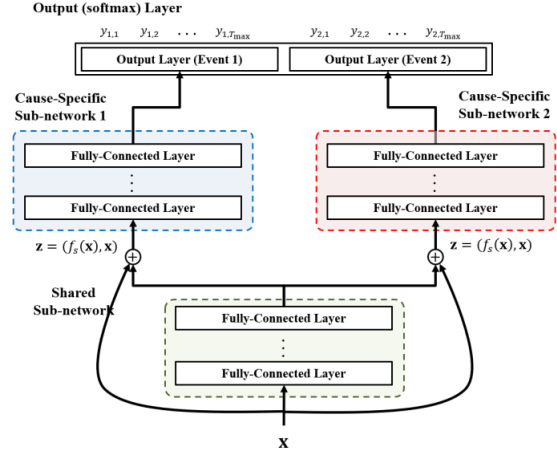 Output (softmax) Layer
y1,1 y1,2 . . . y1,Tmax y2,1 y2,2 . . . y2,Tmax
Output Layer (Event 1) Output Layer (Event 2)
Cause-Specific
Sub-network 1
Cause-Specific
Sub-network 2
Fully-Connected Layer
Fully-Connected Layer
Fully-Connected Layer
Fully-Connected Layer
z = (fs(x), x)
z = (fs(x), x)
Shared
Sub-network
Fully-Connected Layer
Fully-Connected Layer
x